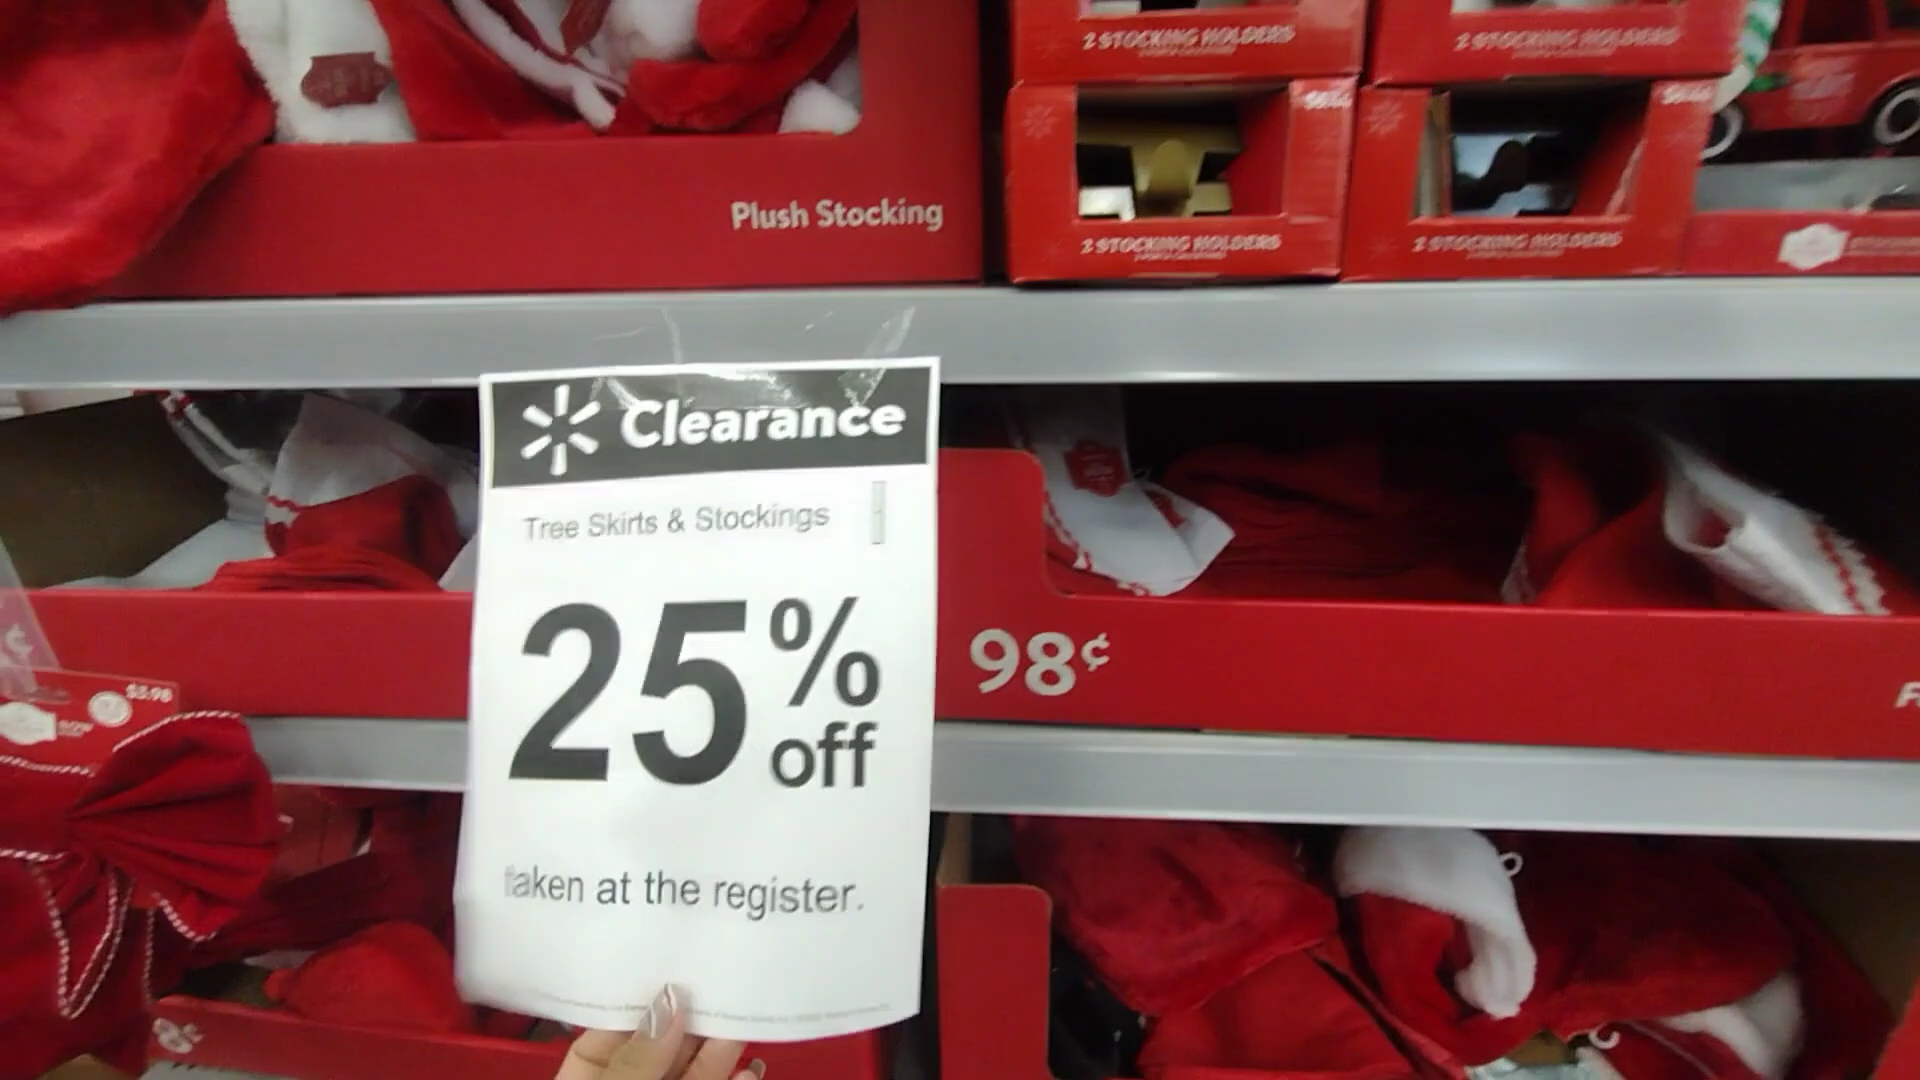 2 STOCKING HOLDERS
2 STOCKING HOLDERS
Plush Stocking
2 STOCKING HOLDERS
2 STOCKING HOLDERS
Clearance
Tree Skirts & Stockings
25% off
taken at the register.
98¢
$3.98